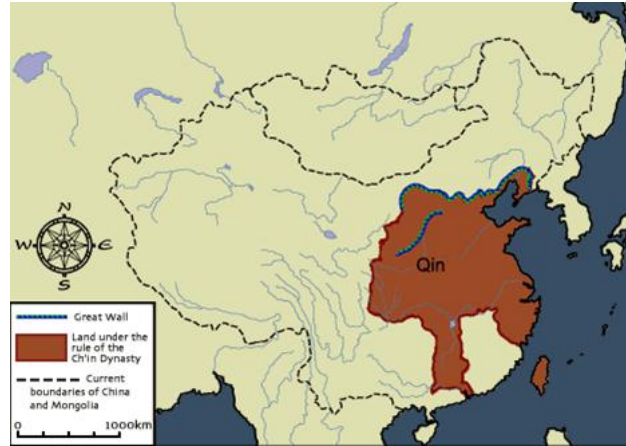 Qin
N
W E
S
Great Wall
Land under the
rule of the
Ch'in Dynasty
Current
boundaries of China
and Mongolia
0 1000km